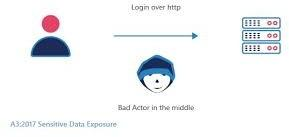 Login over http
Bad Actor in the middle
A3:2017 Sensitive Data Exposure